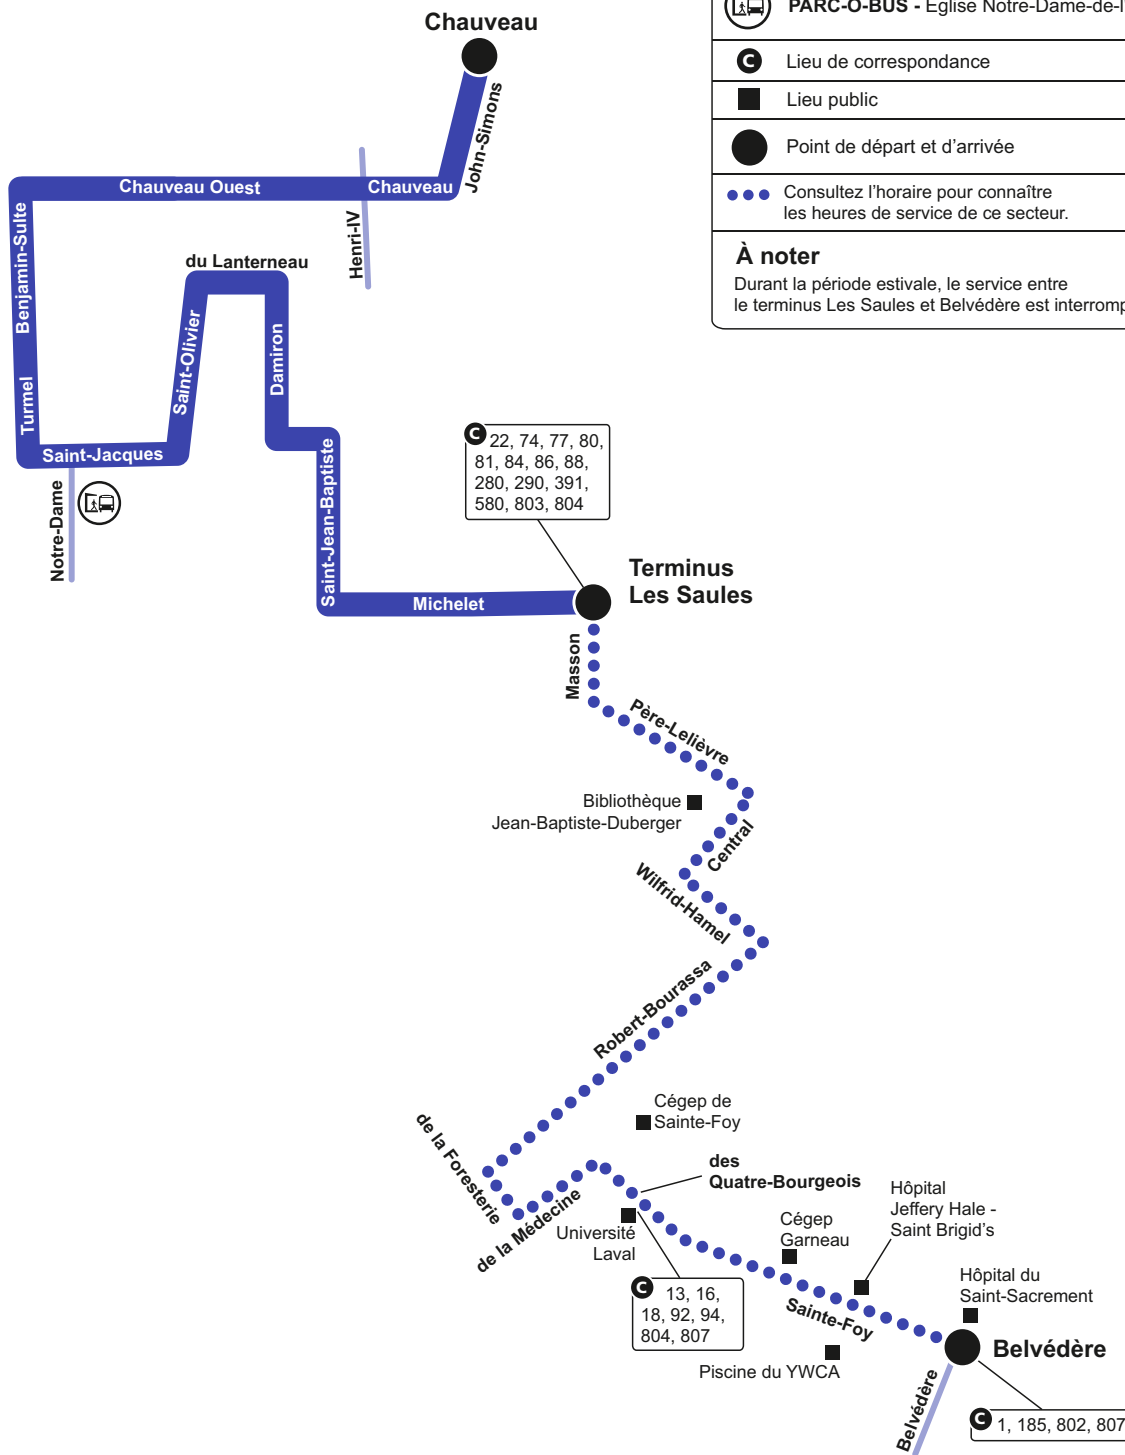 Chauveau
PARC-O-BUS - Église Notre-Dame-de-l'
C Lieu de correspondance
Lieu public
Point de départ et d'arrivée
Consultez l'horaire pour connaître
les heures de service de ce secteur.
À noter
Durant la période estivale, le service entre
le terminus Les Saules et Belvédère est
John-Simons
Chauveau Ouest
Chauveau
Henri-IV
Benjamin-Sulte
Turmel
du Lanterneau
Saint-Olivier
Damiron
Saint-Jacques
Notre-Dame
Saint-Jean-Baptiste
C 22, 74, 77, 80,
81, 84, 86, 88,
280, 290, 391,
580, 803, 804
Michelet
Terminus
Les Saules
Masson
Père-Lelièvre
Bibliothèque
Jean-Baptiste-Duberger
Central
Wilfrid-Hamel
Robert-Bourassa
Cégep de
Sainte-Foy
de la Foresterie
de la Médecine
des
Quatre-Bourgeois
Université
Laval
Cégep
Garneau
Hôpital
Jeffery Hale -
Saint Brigid's
C 13, 16,
18, 92, 94,
804, 807
Sainte-Foy
Hôpital du
Saint-Sacrement
Piscine du YWCA
Belvédère
Belvédère
C 1, 185, 802, 807